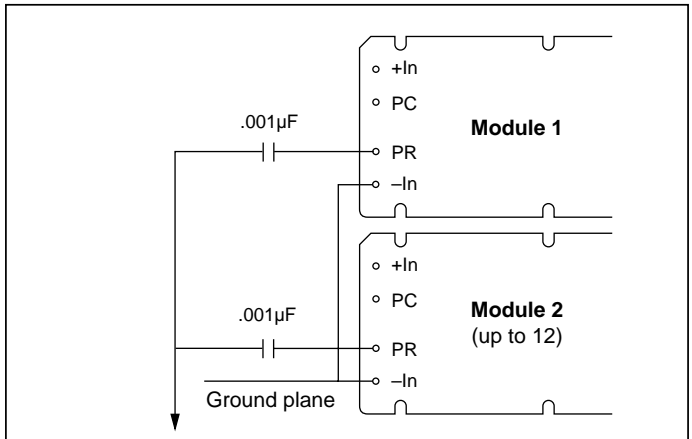 +In
PC
.001µF
Module 1
PR
–In
+In
PC
.001µF
Module 2
(up to 12)
PR
–In
Ground plane